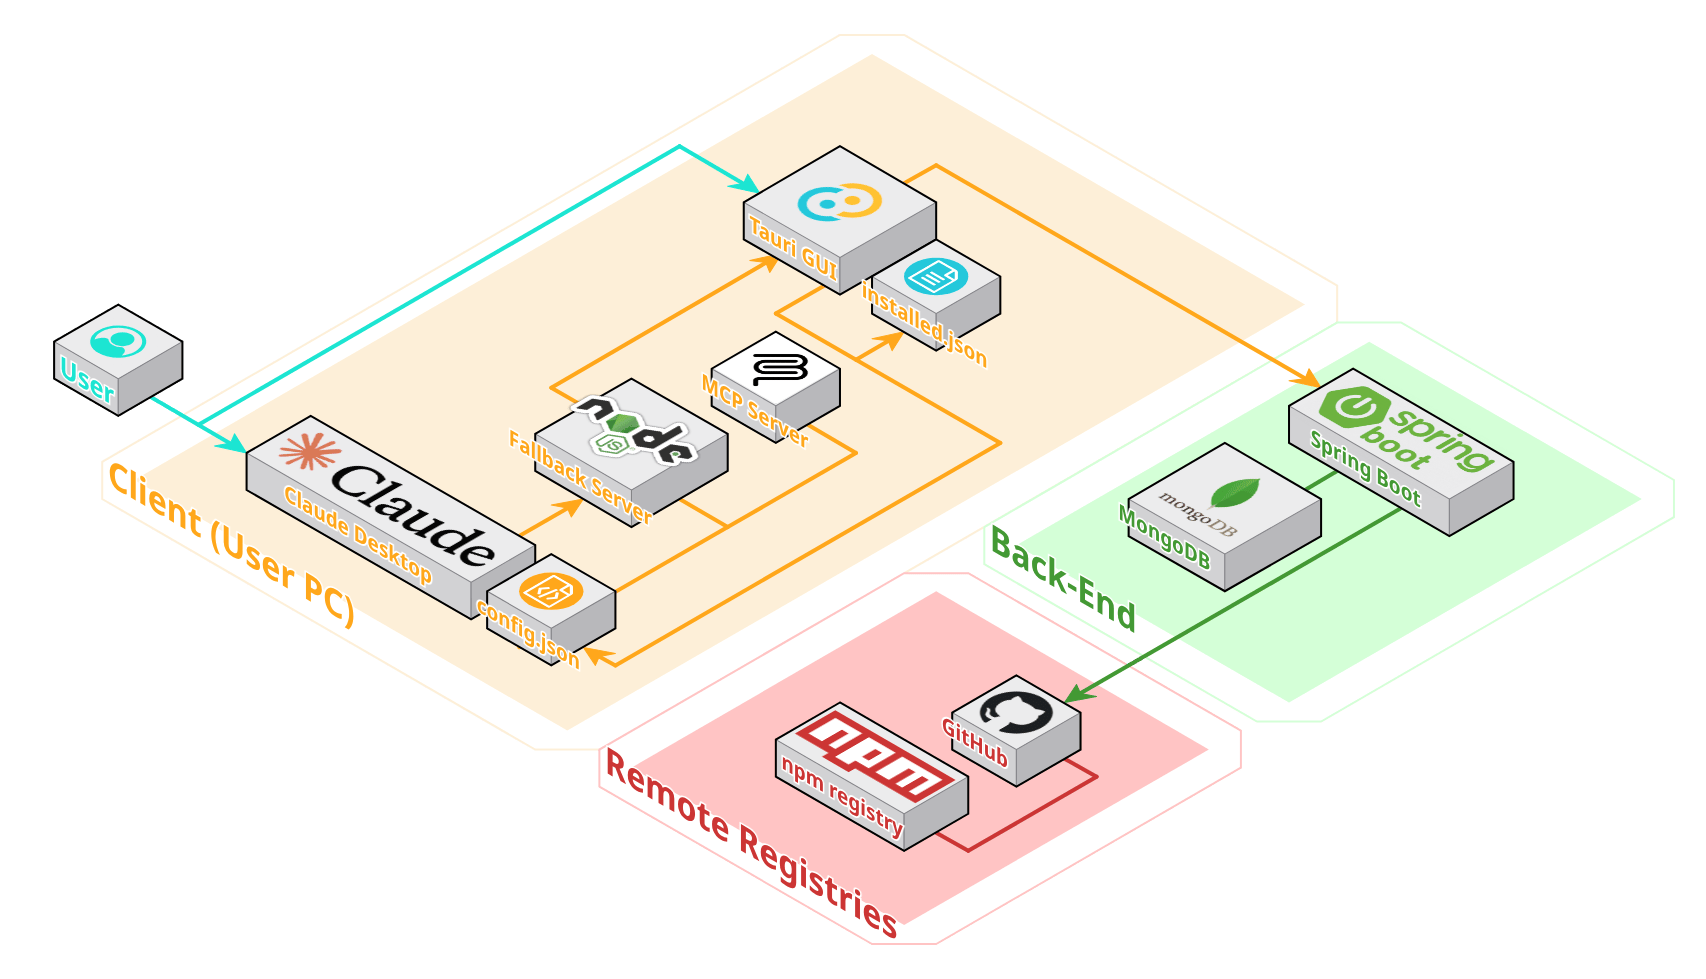 User
Client (User PC)
Claude
Claude Desktop
config.json
node
JS
Fallback Server
MCP Server
Tauri GUI
installed.json
Back-End
spring
boot
Spring Boot
mongoDB
MongoDB
Remote Registries
GitHub
npm
npm registry